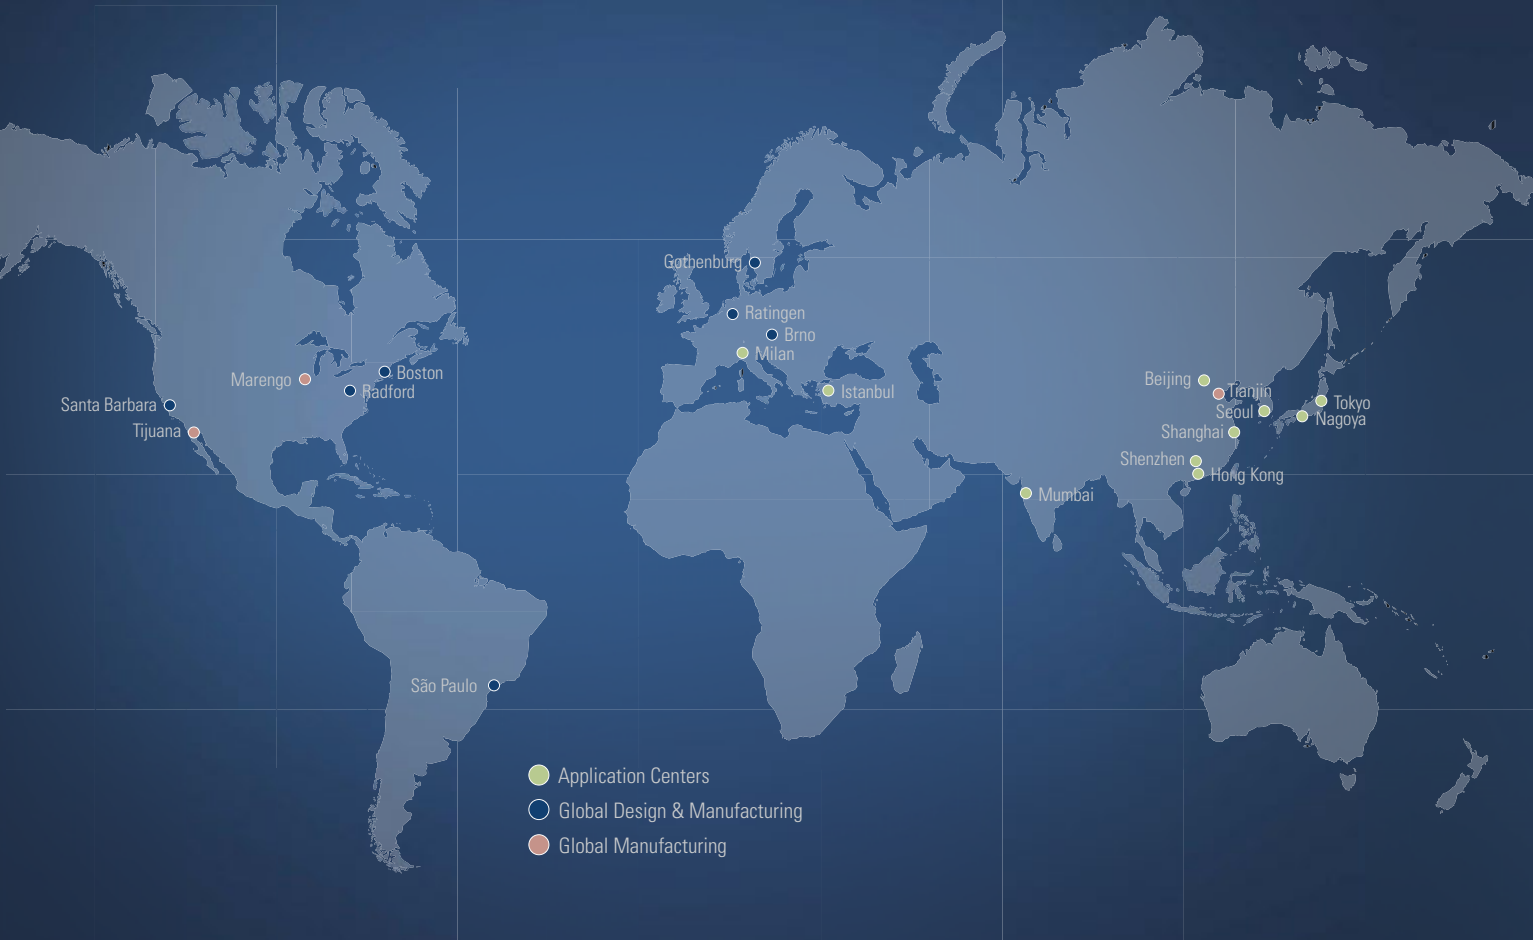 Gothenburg
Ratingen
Brno
Milan
Istanbul
Marengo
Boston
Radford
Santa Barbara
Tijuana
Beijing
Tianjin
Seoul
Tokyo
Nagoya
Shanghai
Shenzhen
Hong Kong
Mumbai
São Paulo
Application Centers
Global Design & Manufacturing
Global Manufacturing